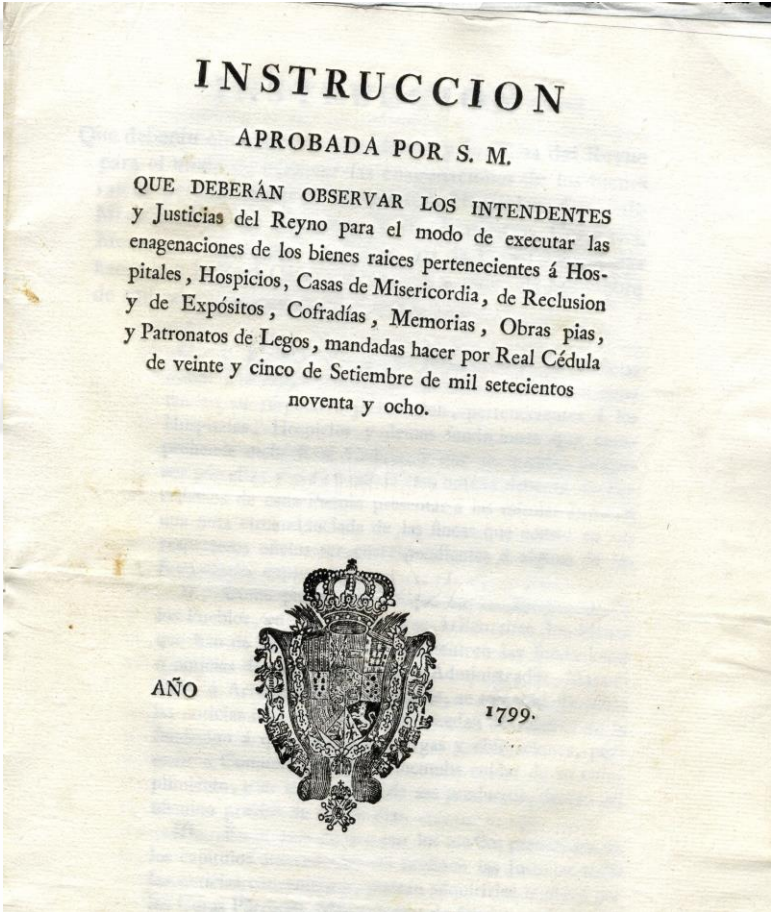 INSTRUCCION
APROBADA POR S. M.
QUE DEBERÁN OBSERVAR LOS INTENDENTES
y Justicias del Reyno para el modo de executar las
enagenaciones de los bienes raices pertenecientes á Hos-
pitales, Hospicios, Casas de Misericordia, de Reclusion
y de Expósitos, Cofradías, Memorias, Obras pias,
y Patronatos de Legos, mandadas hacer por Real Cédula
de veinte y cinco de Setiembre de mil setecientos
noventa y ocho.
AÑO 1799.